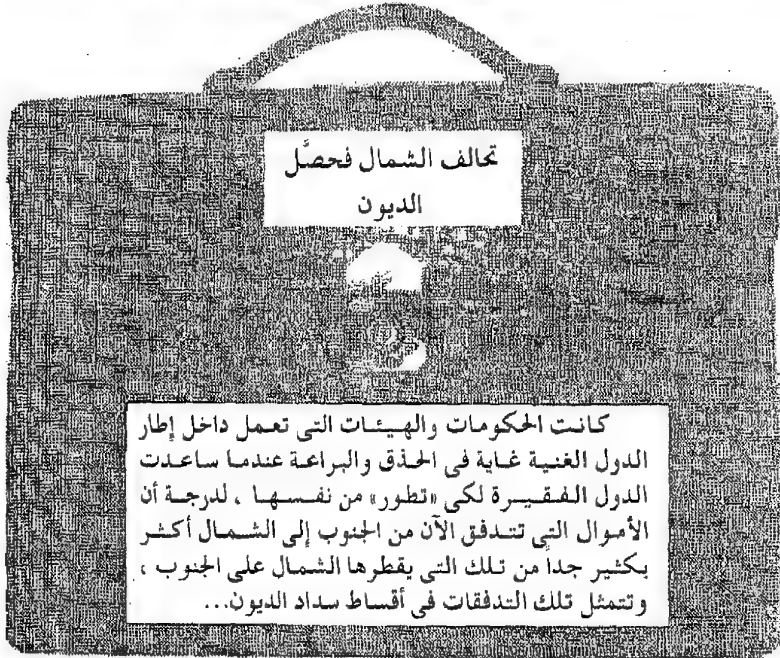 تحالف الشمال فحصَّل
الديون
كانت الحكومات والهيئات التى تعمل داخل إطار
الدول الغنية غاية فى الحذق والبراعة عندما ساعدت
الدول الفقيرة لكى «تطور» من نفسها ، لدرجة أن
الأموال التي تتدفق الآن من الجنوب إلى الشمال أكثر
بكثير جداً من تلك التى يقطرها الشمال على الجنوب ،
وتتمثل تلك التدفقات فى أقساط سداد الديون...